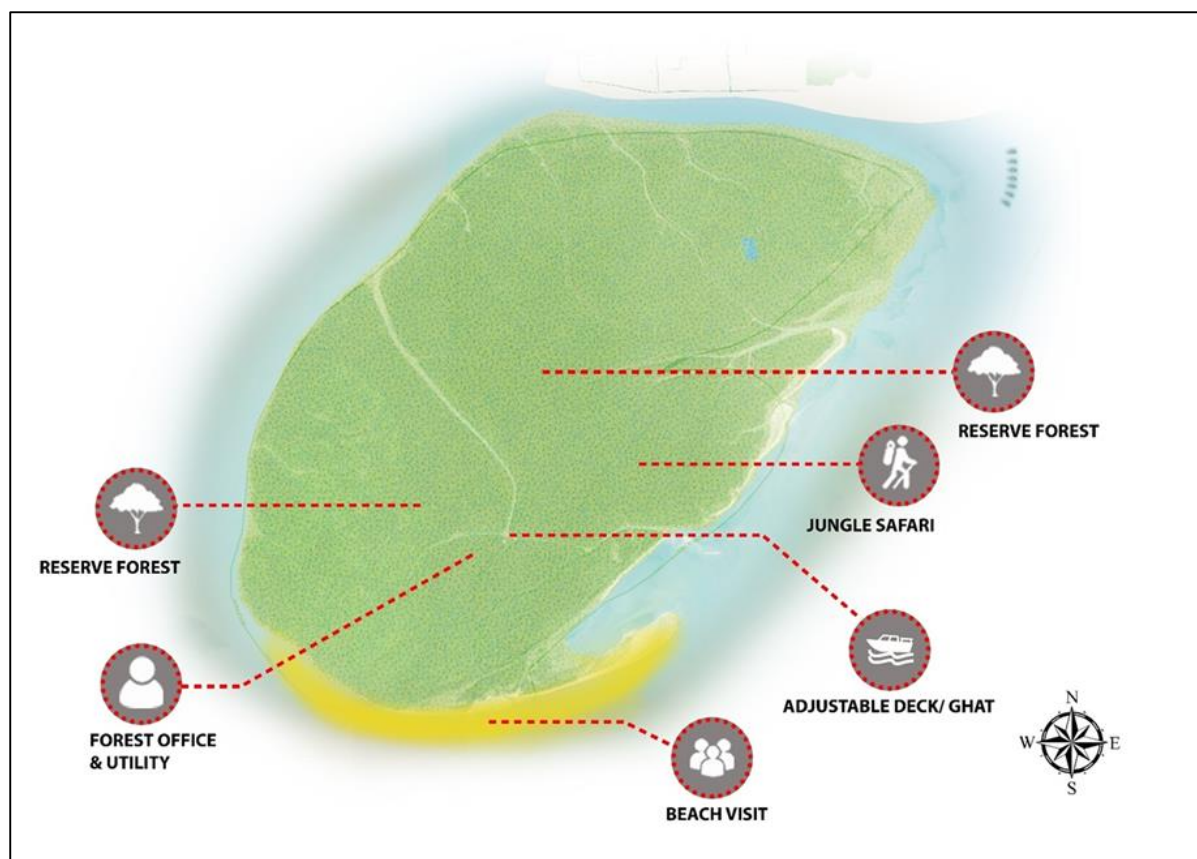 RESERVE FOREST
JUNGLE SAFARI
RESERVE FOREST
ADJUSTABLE DECK/ GHAT
FOREST OFFICE
& UTILITY
BEACH VISIT
N
W E
S